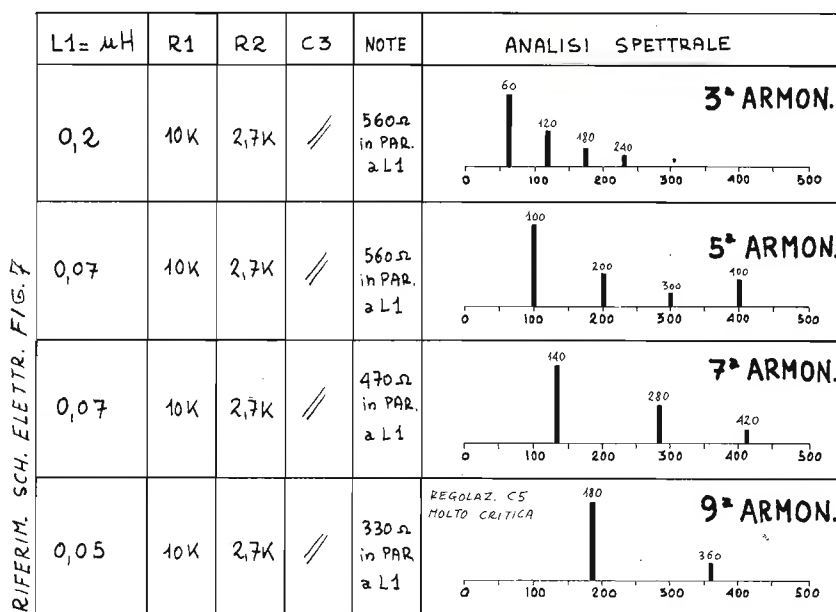 L1= µH R1 R2 C3 NOTE ANALISI SPETTRALE
0,2 10K 2,7K // 560Ω in PAR. a L1
3ª ARMON.
60 120 180 240
0 100 200 300 400 500
0,07 10K 2,7K // 560Ω in PAR. a L1
5ª ARMON.
100 200 300 100
0 100 200 300 400 500
0,07 10K 2,7K // 470Ω in PAR. a L1
7ª ARMON.
140 280 420
0 100 200 300 400 500
0,05 10K 2,7K // 330Ω in PAR a L1
REGOLAZ. C5
MOLTO CRITICA
9ª ARMON.
180 360
0 100 200 300 400 500
RIFERIM. SCH. ELETTR. FIG.7